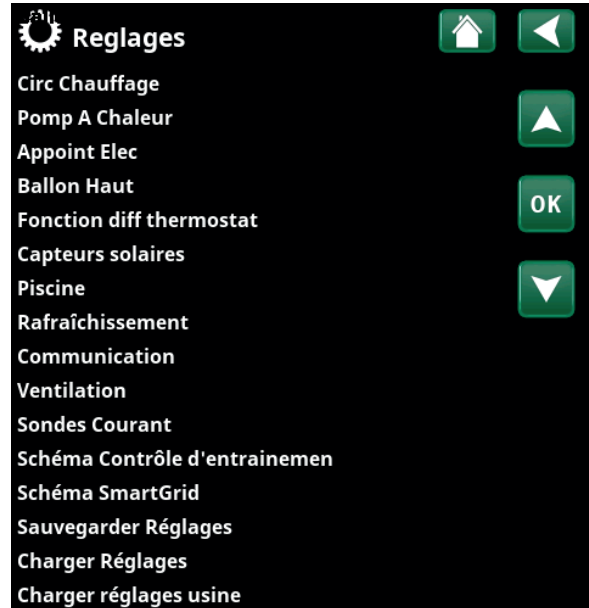 Reglages
Circ Chauffage
Pomp A Chaleur
Appoint Elec
Ballon Haut
OK
Fonction diff thermostat
Capteurs solaires
Piscine
Rafraîchissement
Communication
Ventilation
Sondes Courant
Schéma Contrôle d'entrainemen
Schéma SmartGrid
Sauvegarder Réglages
Charger Réglages
Charger réglages usine